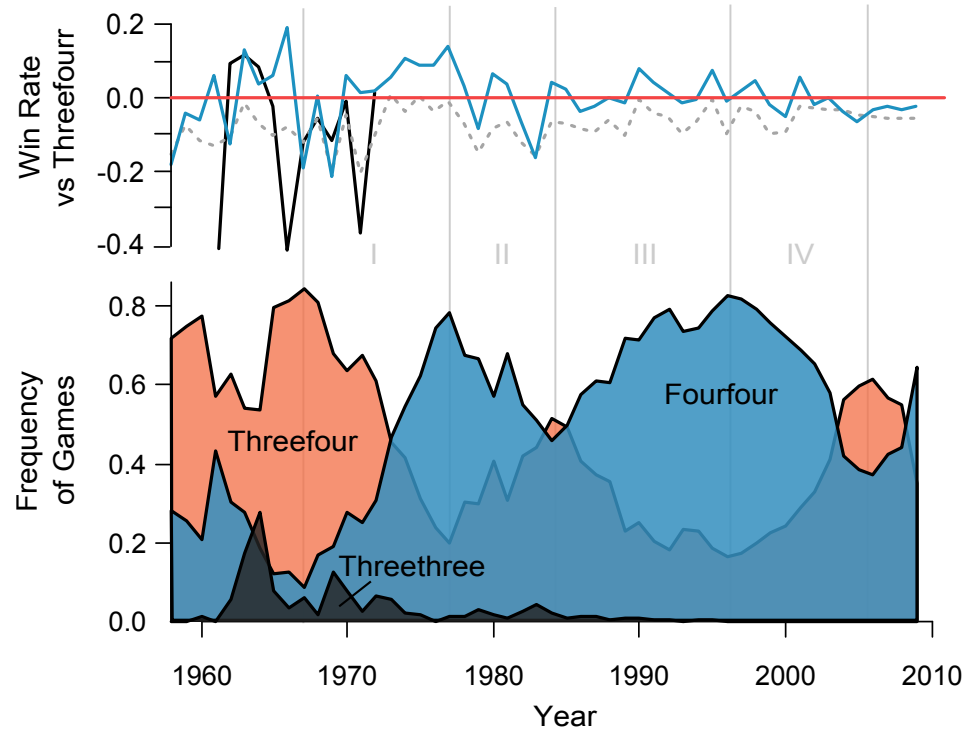 Win Rate
vs Threefourr
0.2
0.0
-0.2
-0.4
I
II
III
IV
Frequency
of Games
0.8
0.6
0.4
0.2
0.0
Threefour
Fourfour
Threethree
1960
1970
1980
1990
2000
2010
Year